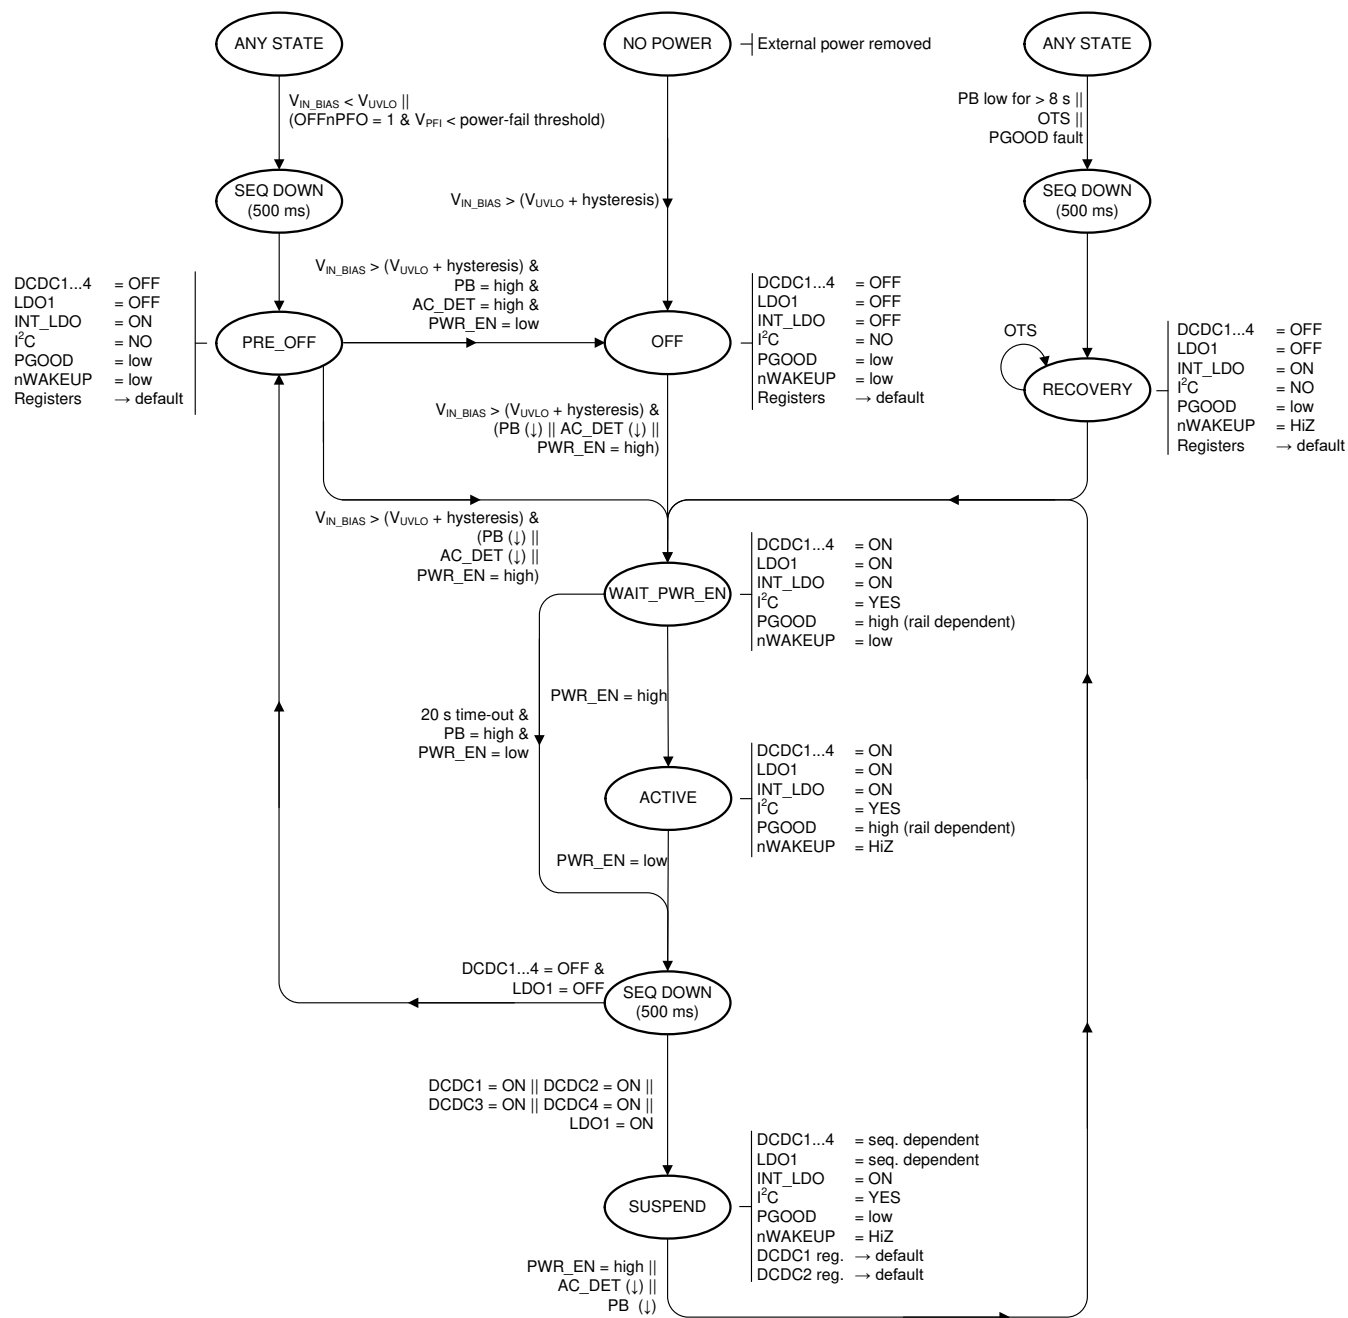 ANY STATE
NO POWER
External power removed
ANY STATE
V_IN_BIAS < V_UVLO ||
(OFFnPFO = 1 & V_PFI < power-fail threshold)
PB low for > 8 s ||
OTS ||
PGOOD fault
SEQ DOWN
(500 ms)
V_IN_BIAS > (V_UVLO + hysteresis)
SEQ DOWN
(500 ms)
DCDC1...4 = OFF
LDO1 = OFF
INT_LDO = ON
I²C = NO
PGOOD = low
nWAKEUP = low
Registers → default
PRE_OFF
V_IN_BIAS > (V_UVLO + hysteresis) &
PB = high &
AC_DET = high &
PWR_EN = low
OFF
DCDC1...4 = OFF
LDO1 = OFF
INT_LDO = OFF
I²C = NO
PGOOD = low
nWAKEUP = low
Registers → default
OTS
RECOVERY
DCDC1...4 = OFF
LDO1 = OFF
INT_LDO = ON
I²C = NO
PGOOD = low
nWAKEUP = HiZ
Registers → default
V_IN_BIAS > (V_UVLO + hysteresis) &
(PB (↓) || AC_DET (↓) ||
PWR_EN = high)
V_IN_BIAS > (V_UVLO + hysteresis) &
(PB (↓) ||
AC_DET (↓) ||
PWR_EN = high)
WAIT_PWR_EN
DCDC1...4 = ON
LDO1 = ON
INT_LDO = ON
I²C = YES
PGOOD = high (rail dependent)
nWAKEUP = low
PWR_EN = high
20 s time-out &
PB = high &
PWR_EN = low
ACTIVE
DCDC1...4 = ON
LDO1 = ON
INT_LDO = ON
I²C = YES
PGOOD = high (rail dependent)
nWAKEUP = HiZ
PWR_EN = low
DCDC1...4 = OFF &
LDO1 = OFF
SEQ DOWN
(500 ms)
DCDC1 = ON || DCDC2 = ON ||
DCDC3 = ON || DCDC4 = ON ||
LDO1 = ON
SUSPEND
DCDC1...4 = seq. dependent
LDO1 = seq. dependent
INT_LDO = ON
I²C = YES
PGOOD = low
nWAKEUP = HiZ
DCDC1 reg. → default
DCDC2 reg. → default
PWR_EN = high ||
AC_DET (↓) ||
PB (↓)